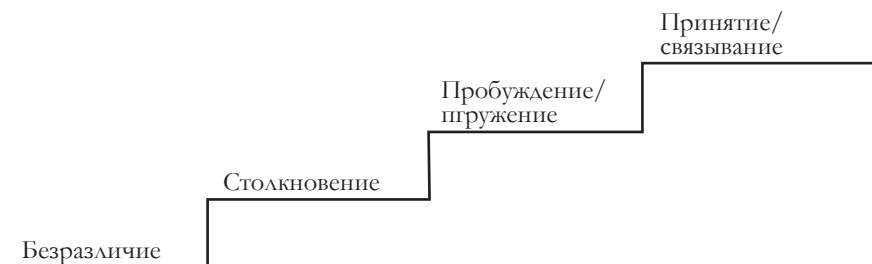 Принятие/
связывание
Пробуждение/
пгружение
Столкновение
Безразличие